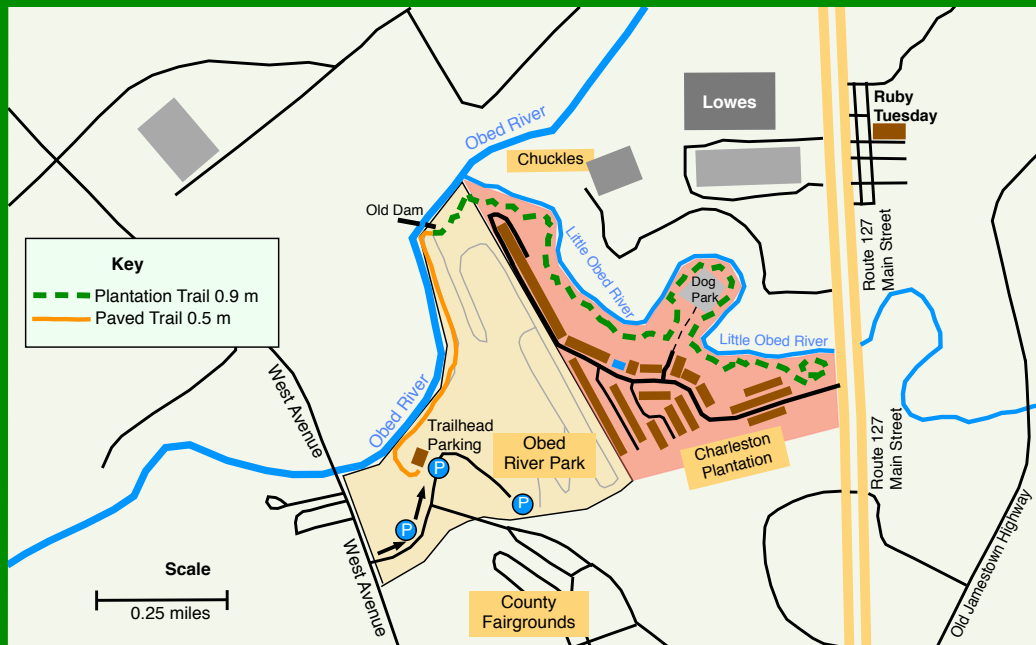 Obed River
Lowes
Ruby
Tuesday
Chuckles
Old Dam
Little Obed River
Route 127
Main Street
Dog
Park
Key
Plantation Trail 0.9 m
Paved Trail 0.5 m
Little Obed River
West Avenue
Obed River
Trailhead
Parking
Obed
River Park
Charleston
Plantation
Route 127
Main Street
P
P
P
West Avenue
Scale
0.25 miles
County
Fairgrounds
Old Jamestown Highway